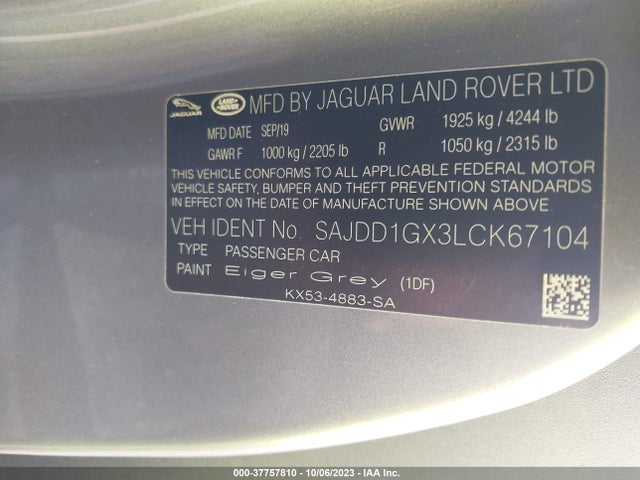 JAGUAR LAND ROVER MFD BY JAGUAR LAND ROVER LTD
MFD DATE SEP/19 GVWR 1925 kg / 4244 lb
GAWR F 1000 kg / 2205 lb R 1050 kg / 2315 lb
THIS VEHICLE CONFORMS TO ALL APPLICABLE FEDERAL MOTOR
VEHICLE SAFETY, BUMPER AND THEFT PREVENTION STANDARDS
IN EFFECT ON THE DATE OF MANUFACTURE SHOWN ABOVE.
VEH IDENT No. SAJDD1GX3LCK67104
TYPE PASSENGER CAR
PAINT Eiger Grey (1DF)
KX53-4883-SA
000-37757810 - 10/06/2023 - IAA Inc.